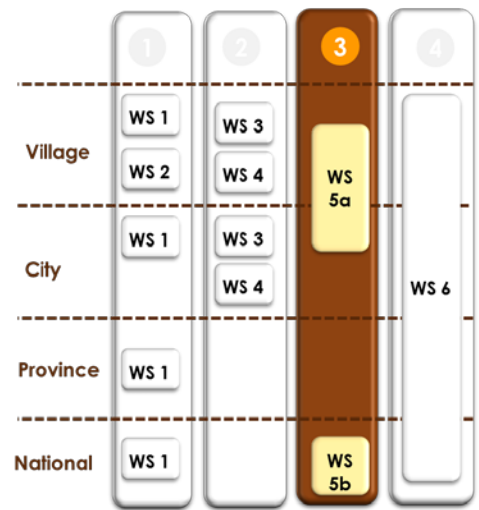 1 2 3 4
Village
WS 1
WS 3
WS 2
WS 4
WS
5a
City
WS 1
WS 3
WS 4
WS 6
Province
WS 1
National
WS 1
WS
5b